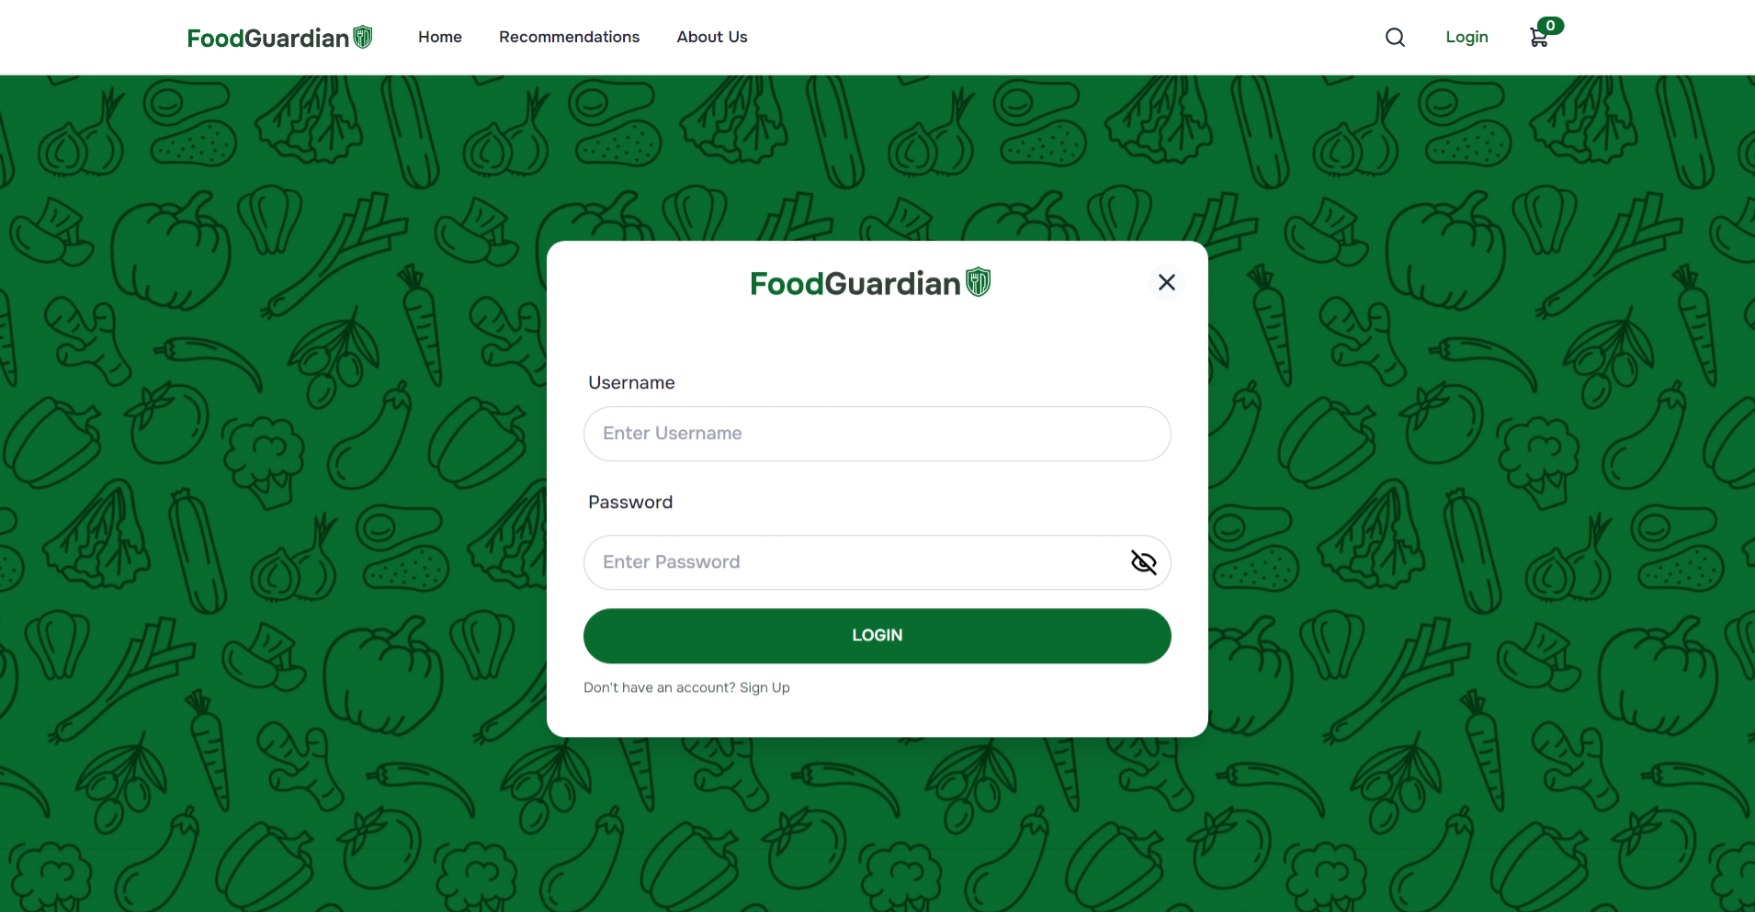 FoodGuardian
Home
Recommendations
About Us
Login
0
FoodGuardian
Username
Enter Username
Password
Enter Password
LOGIN
Don't have an account? Sign Up